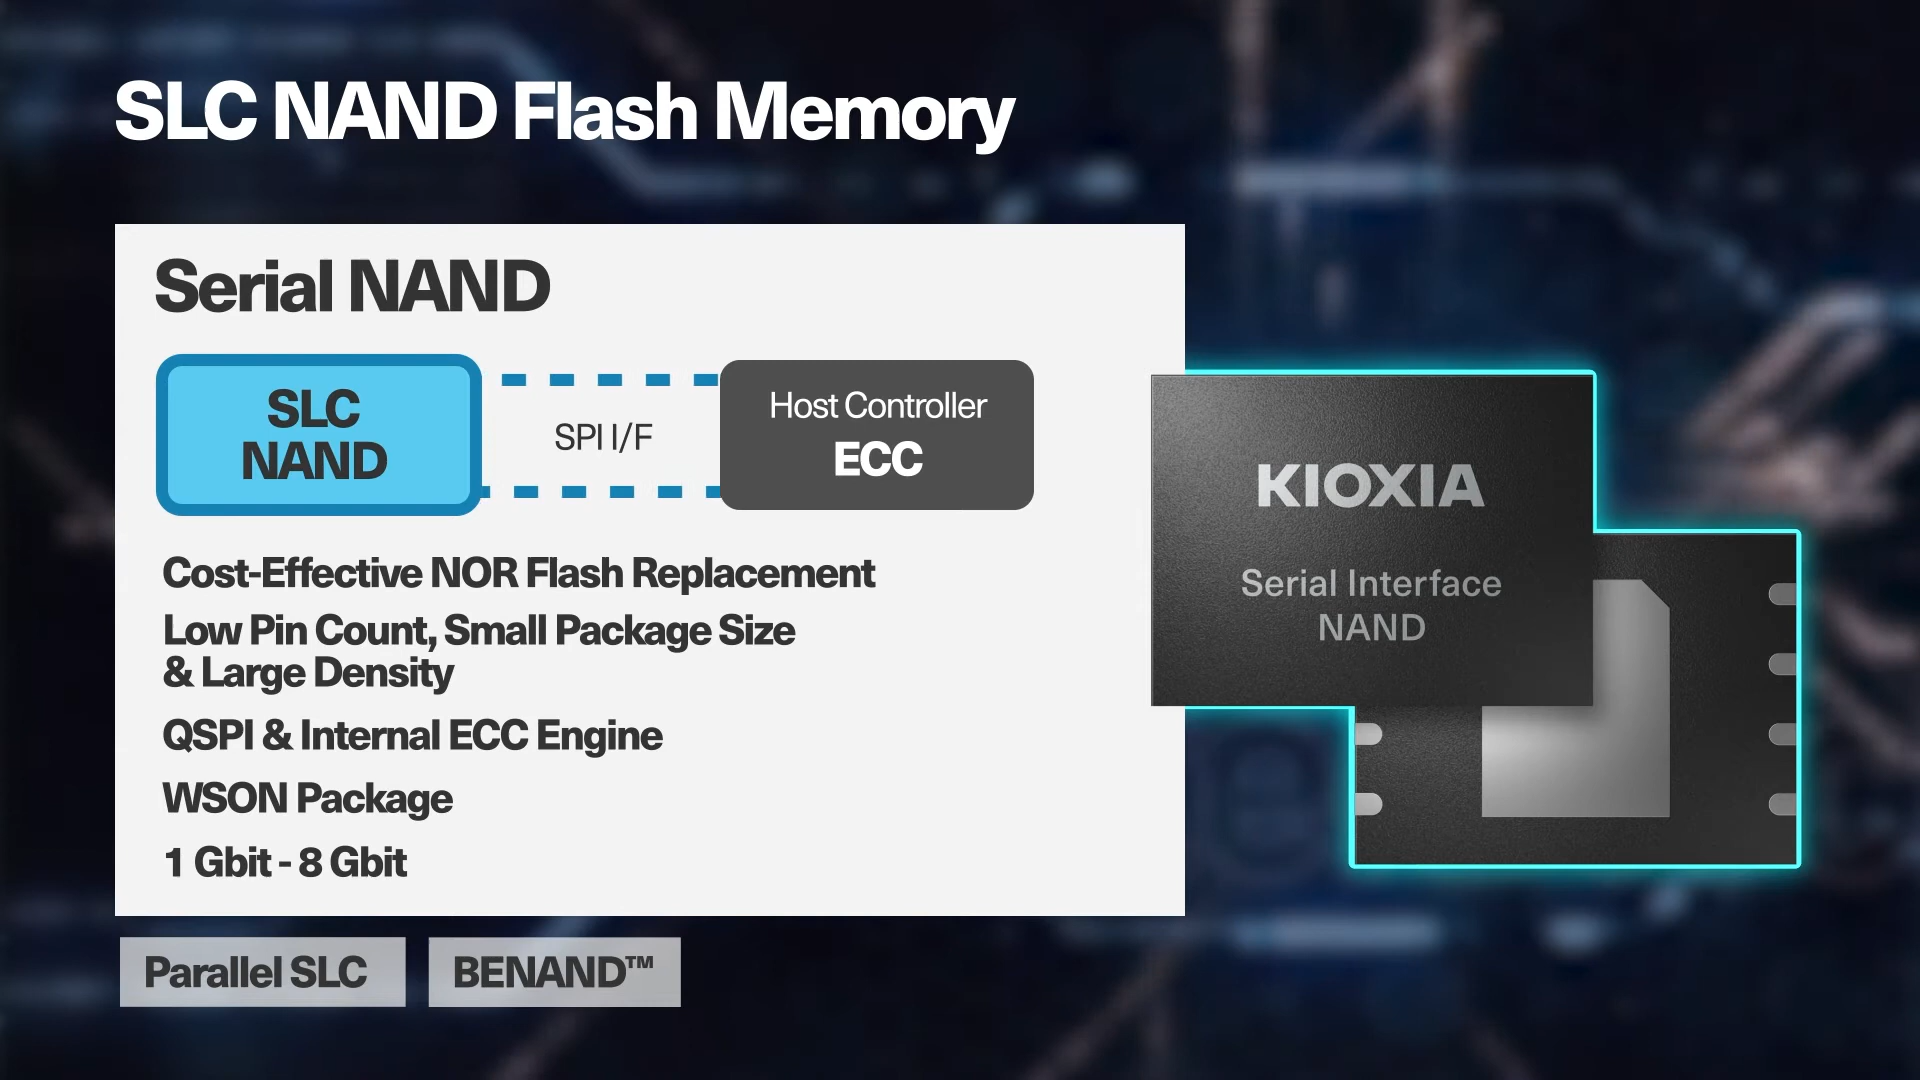 SLC NAND Flash Memory
Serial NAND
SLC
NAND
SPI I/F
Host Controller
ECC
Cost-Effective NOR Flash Replacement
Low Pin Count, Small Package Size
& Large Density
QSPI & Internal ECC Engine
WSON Package
1 Gbit - 8 Gbit
KIOXIA
Serial Interface
NAND
Parallel SLC
BENAND™